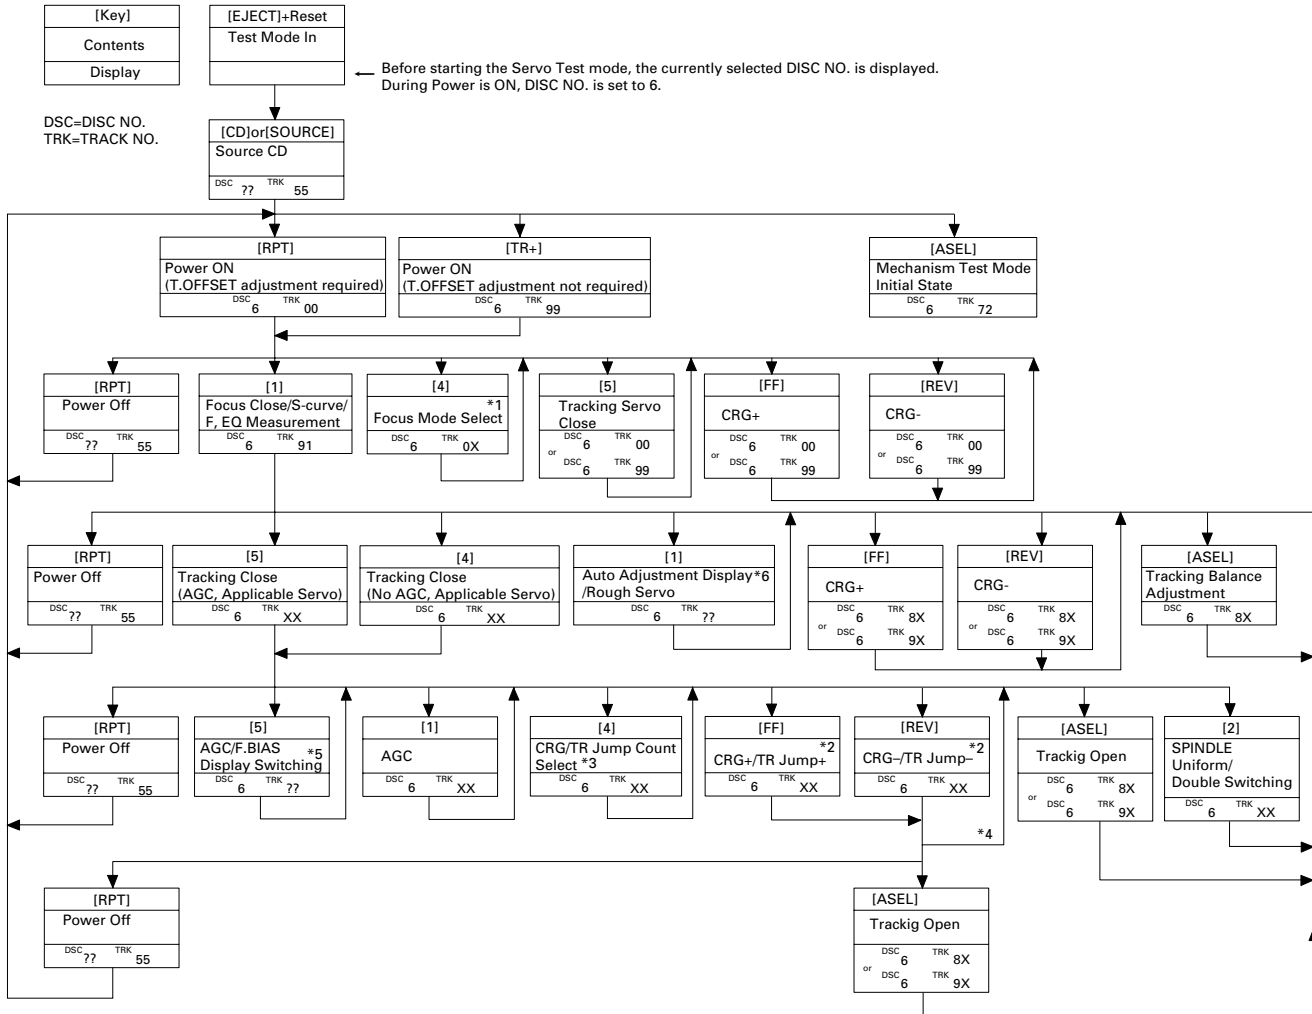 [Key]
Contents
Display
[EJECT]+Reset
Test Mode In
Before starting the Servo Test mode, the currently selected DISC NO. is displayed.
During Power is ON, DISC NO. is set to 6.
DSC=DISC NO.
TRK=TRACK NO.
[CD]or[SOURCE]
Source CD
DSC ?? TRK 55
[RPT]
Power ON
(T.OFFSET adjustment required)
DSC 6 TRK 00
[TR+]
Power ON
(T.OFFSET adjustment not required)
DSC 6 TRK 99
[ASEL]
Mechanism Test Mode
Initial State
DSC 6 TRK 72
[RPT]
Power Off
DSC ?? TRK 55
[1]
Focus Close/S-curve/
F, EQ Measurement
DSC 6 TRK 91
[4]
*1
Focus Mode Select
DSC 6 TRK 0X
[5]
Tracking Servo
Close
DSC 6 TRK 00
or
DSC 6 TRK 99
[FF]
CRG+
DSC 6 TRK 00
or
DSC 6 TRK 99
[REV]
CRG-
DSC 6 TRK 00
or
DSC 6 TRK 99
[RPT]
Power Off
DSC ?? TRK 55
[5]
Tracking Close
(AGC, Applicable Servo)
DSC 6 TRK XX
[4]
Tracking Close
(No AGC, Applicable Servo)
DSC 6 TRK XX
[1]
Auto Adjustment Display*6
/Rough Servo
DSC 6 TRK ??
[FF]
CRG+
DSC 6 TRK 8X
or
DSC 6 TRK 9X
[REV]
CRG-
DSC 6 TRK 8X
or
DSC 6 TRK 9X
[ASEL]
Tracking Balance
Adjustment
DSC 6 TRK 8X
[RPT]
Power Off
DSC ?? TRK 55
[5]
AGC/F.BIAS
Display Switching *5
DSC 6 TRK ??
[1]
AGC
DSC 6 TRK XX
[4]
CRG/TR Jump Count
Select *3
DSC 6 TRK XX
[FF]
*2
CRG+/TR Jump+
DSC 6 TRK XX
[REV]
*2
CRG–/TR Jump–
DSC 6 TRK XX
*4
[ASEL]
Trackig Open
DSC 6 TRK 8X
or
DSC 6 TRK 9X
[2]
SPINDLE
Uniform/
Double Switching
DSC 6 TRK XX
[RPT]
Power Off
DSC ?? TRK 55
[ASEL]
Trackig Open
DSC 6 TRK 8X
or
DSC 6 TRK 9X